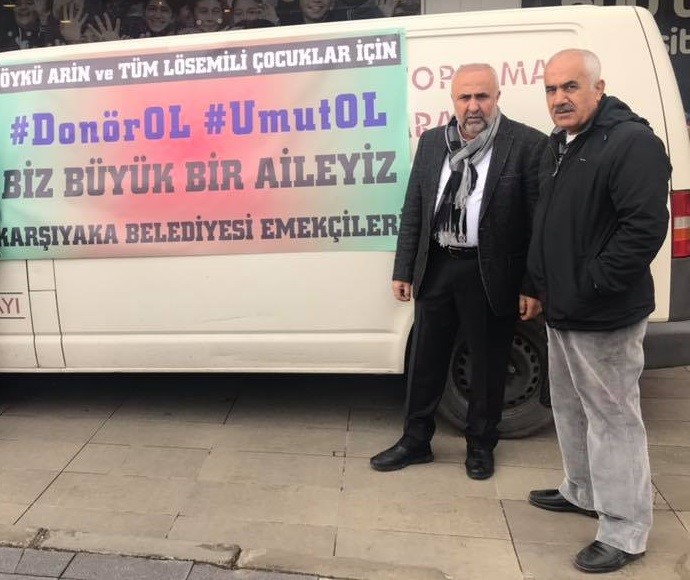 ÖYKÜ ARİN ve TÜM LÖSEMİLİ ÇOCUKLAR İÇİN
#DonörOL #UmutOL
BİZ BÜYÜK BİR AİLEYİZ
KARŞIYAKA BELEDİYESİ EMEKÇİLERİ